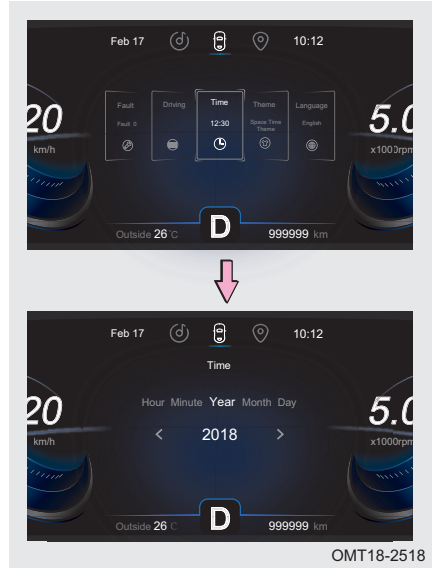 Feb 17 10:12
Fault Driving Time Theme Language
Fault 0 12:30 Space Time Theme English
20 5.0
km/h x1000rpm
D
Outside 26°C 999999 km
Feb 17 10:12
Time
Hour Minute Year Month Day
< 2018 >
20 5.0
km/h x1000rpm
D
Outside 26°C 999999 km
OMT18-2518